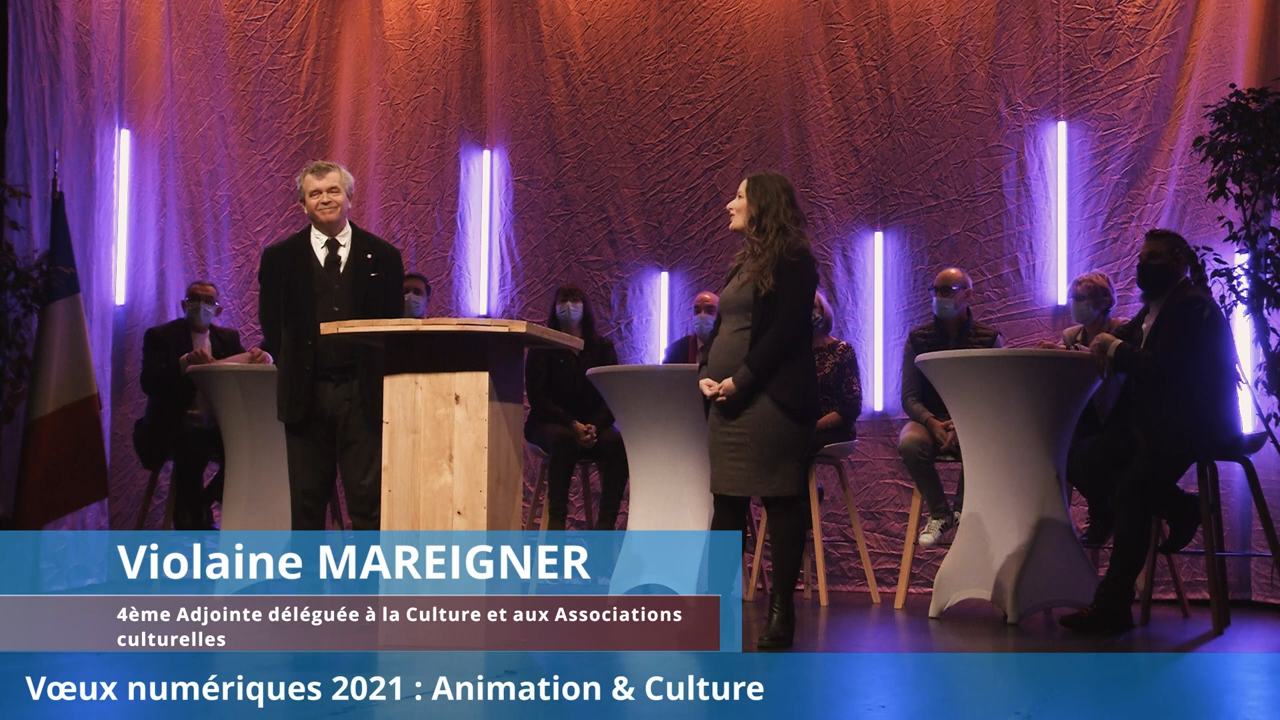 Violaine MAREIGNER
4ème Adjointe déléguée à la Culture et aux Associations
culturelles
Vœux numériques 2021 : Animation & Culture